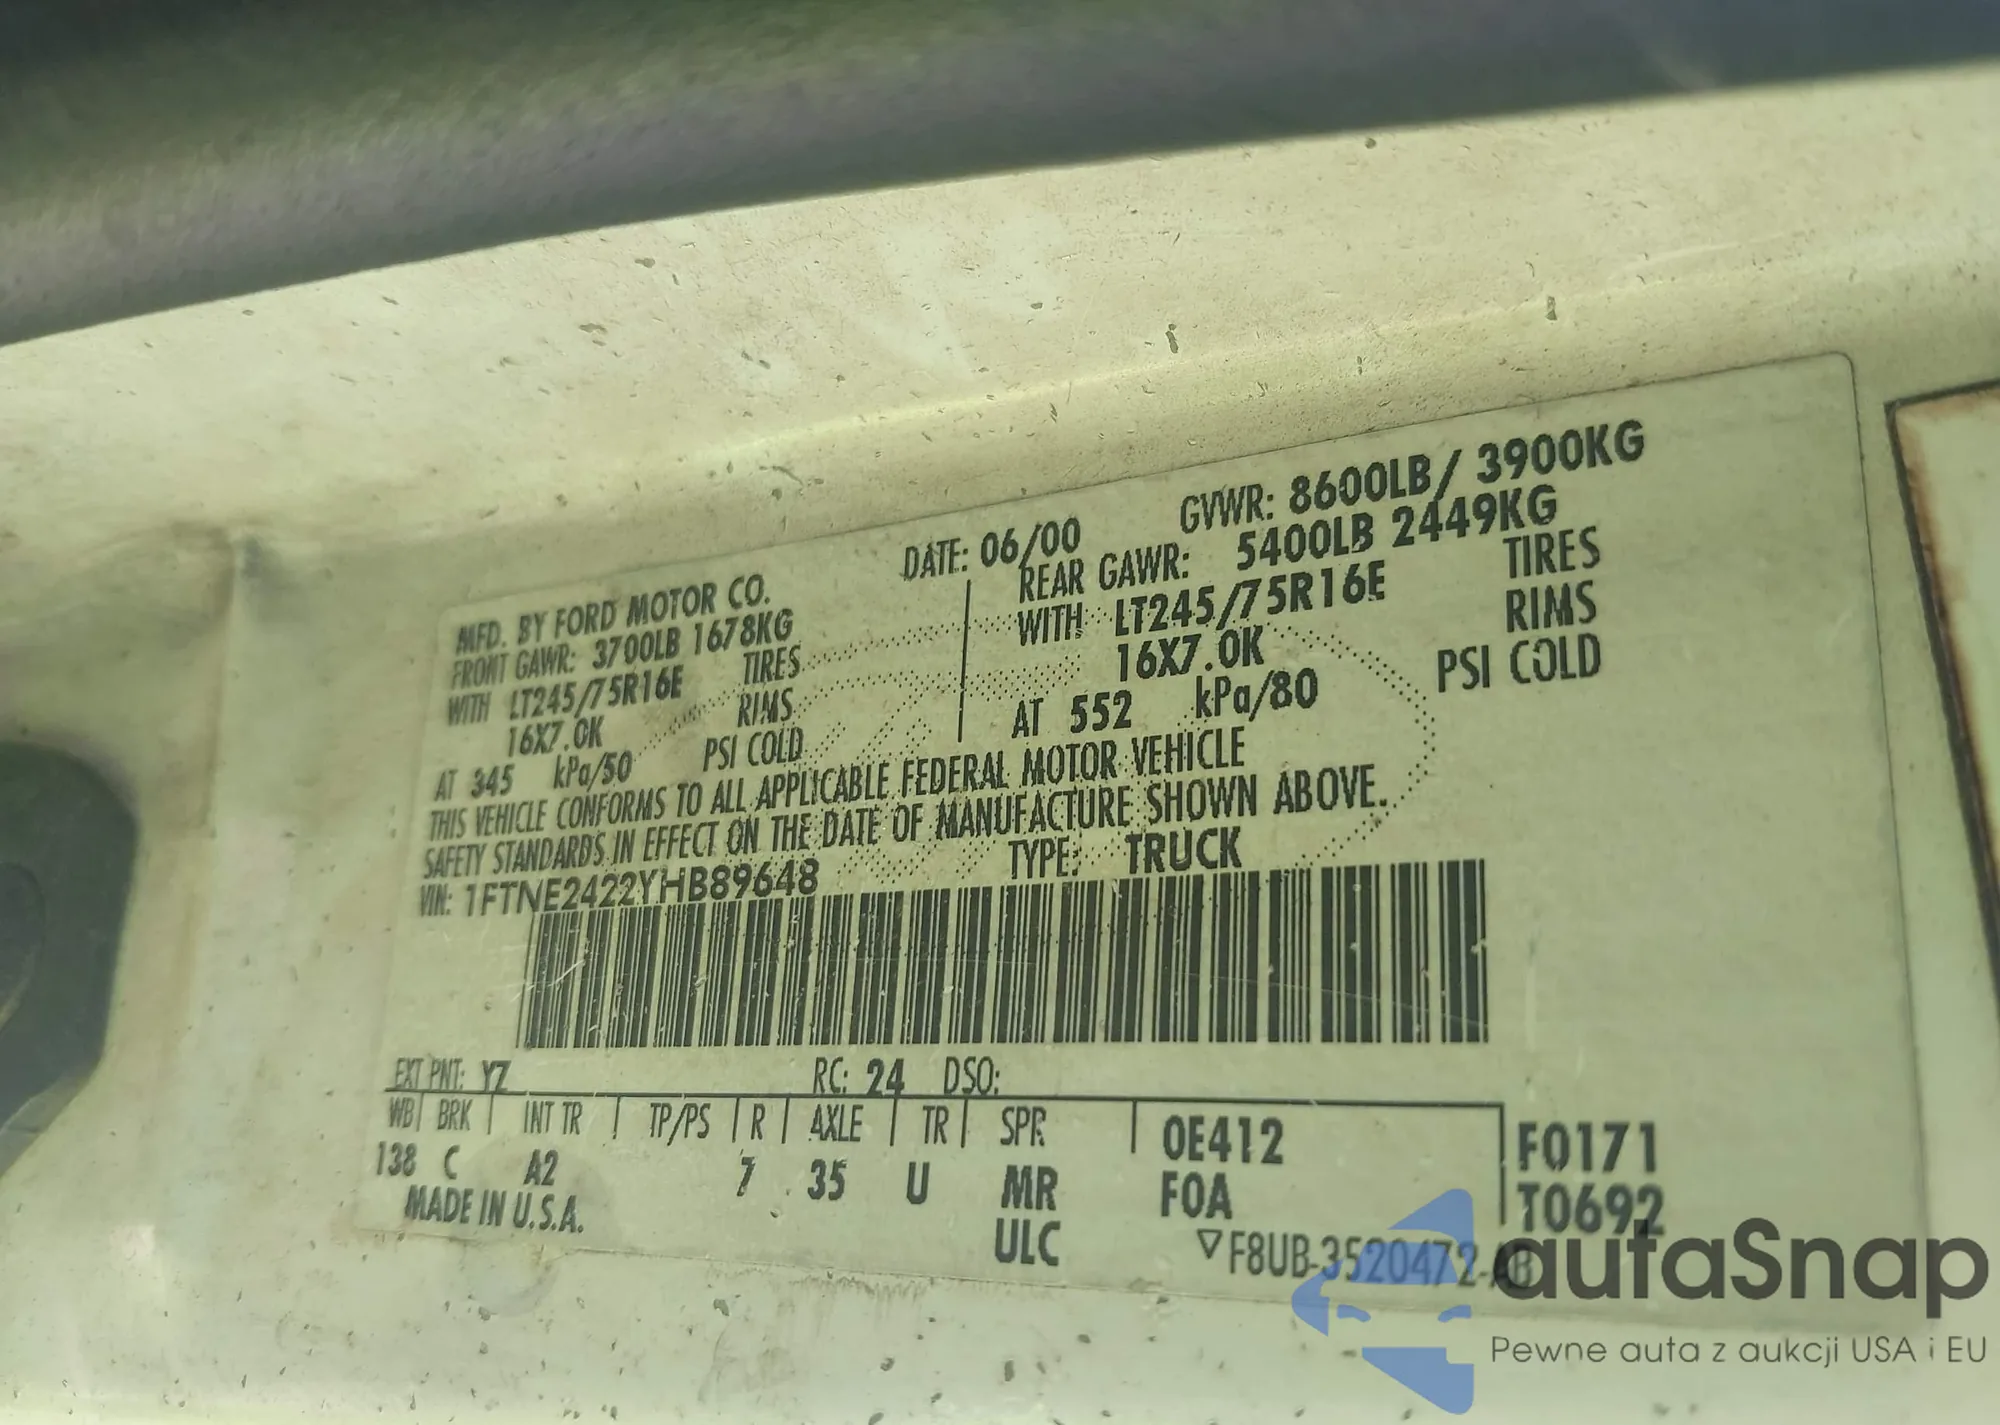 MFD. BY FORD MOTOR CO.
DATE: 06/00
GVWR: 8600LB/ 3900KG
FRONT GAWR: 3700LB 1678KG
REAR GAWR: 5400LB 2449KG
WITH LT245/75R16E TIRES
WITH LT245/75R16E TIRES
16X7.0K RIMS
16X7.0K RIMS
AT 345 kPa/50 PSI COLD
AT 552 kPa/80 PSI COLD
THIS VEHICLE CONFORMS TO ALL APPLICABLE FEDERAL MOTOR VEHICLE
SAFETY STANDARDS IN EFFECT ON THE DATE OF MANUFACTURE SHOWN ABOVE.
VIN: 1FTNE2422YHB89648
TYPE: TRUCK
EXT PNT: YZ RC: 24 DSO:
WB BRK INT TR TP/PS R AXLE TR SPR
138 C A2 7 35 U MR
ULC
OE412
F0A
F0171
T0692
MADE IN U.S.A.
▽F8UB-3520472-AB
autaSnap
Pewne auta z aukcji USA i EU